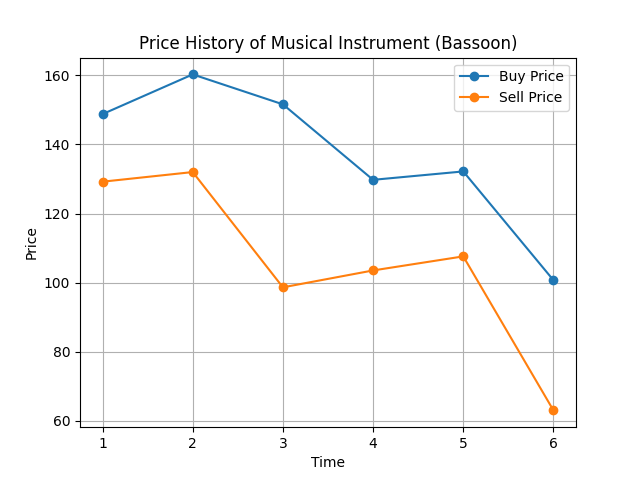 Price History of Musical Instrument (Bassoon)
Buy Price
Sell Price
Price
160
140
120
100
80
60
1 2 3 4 5 6
Time